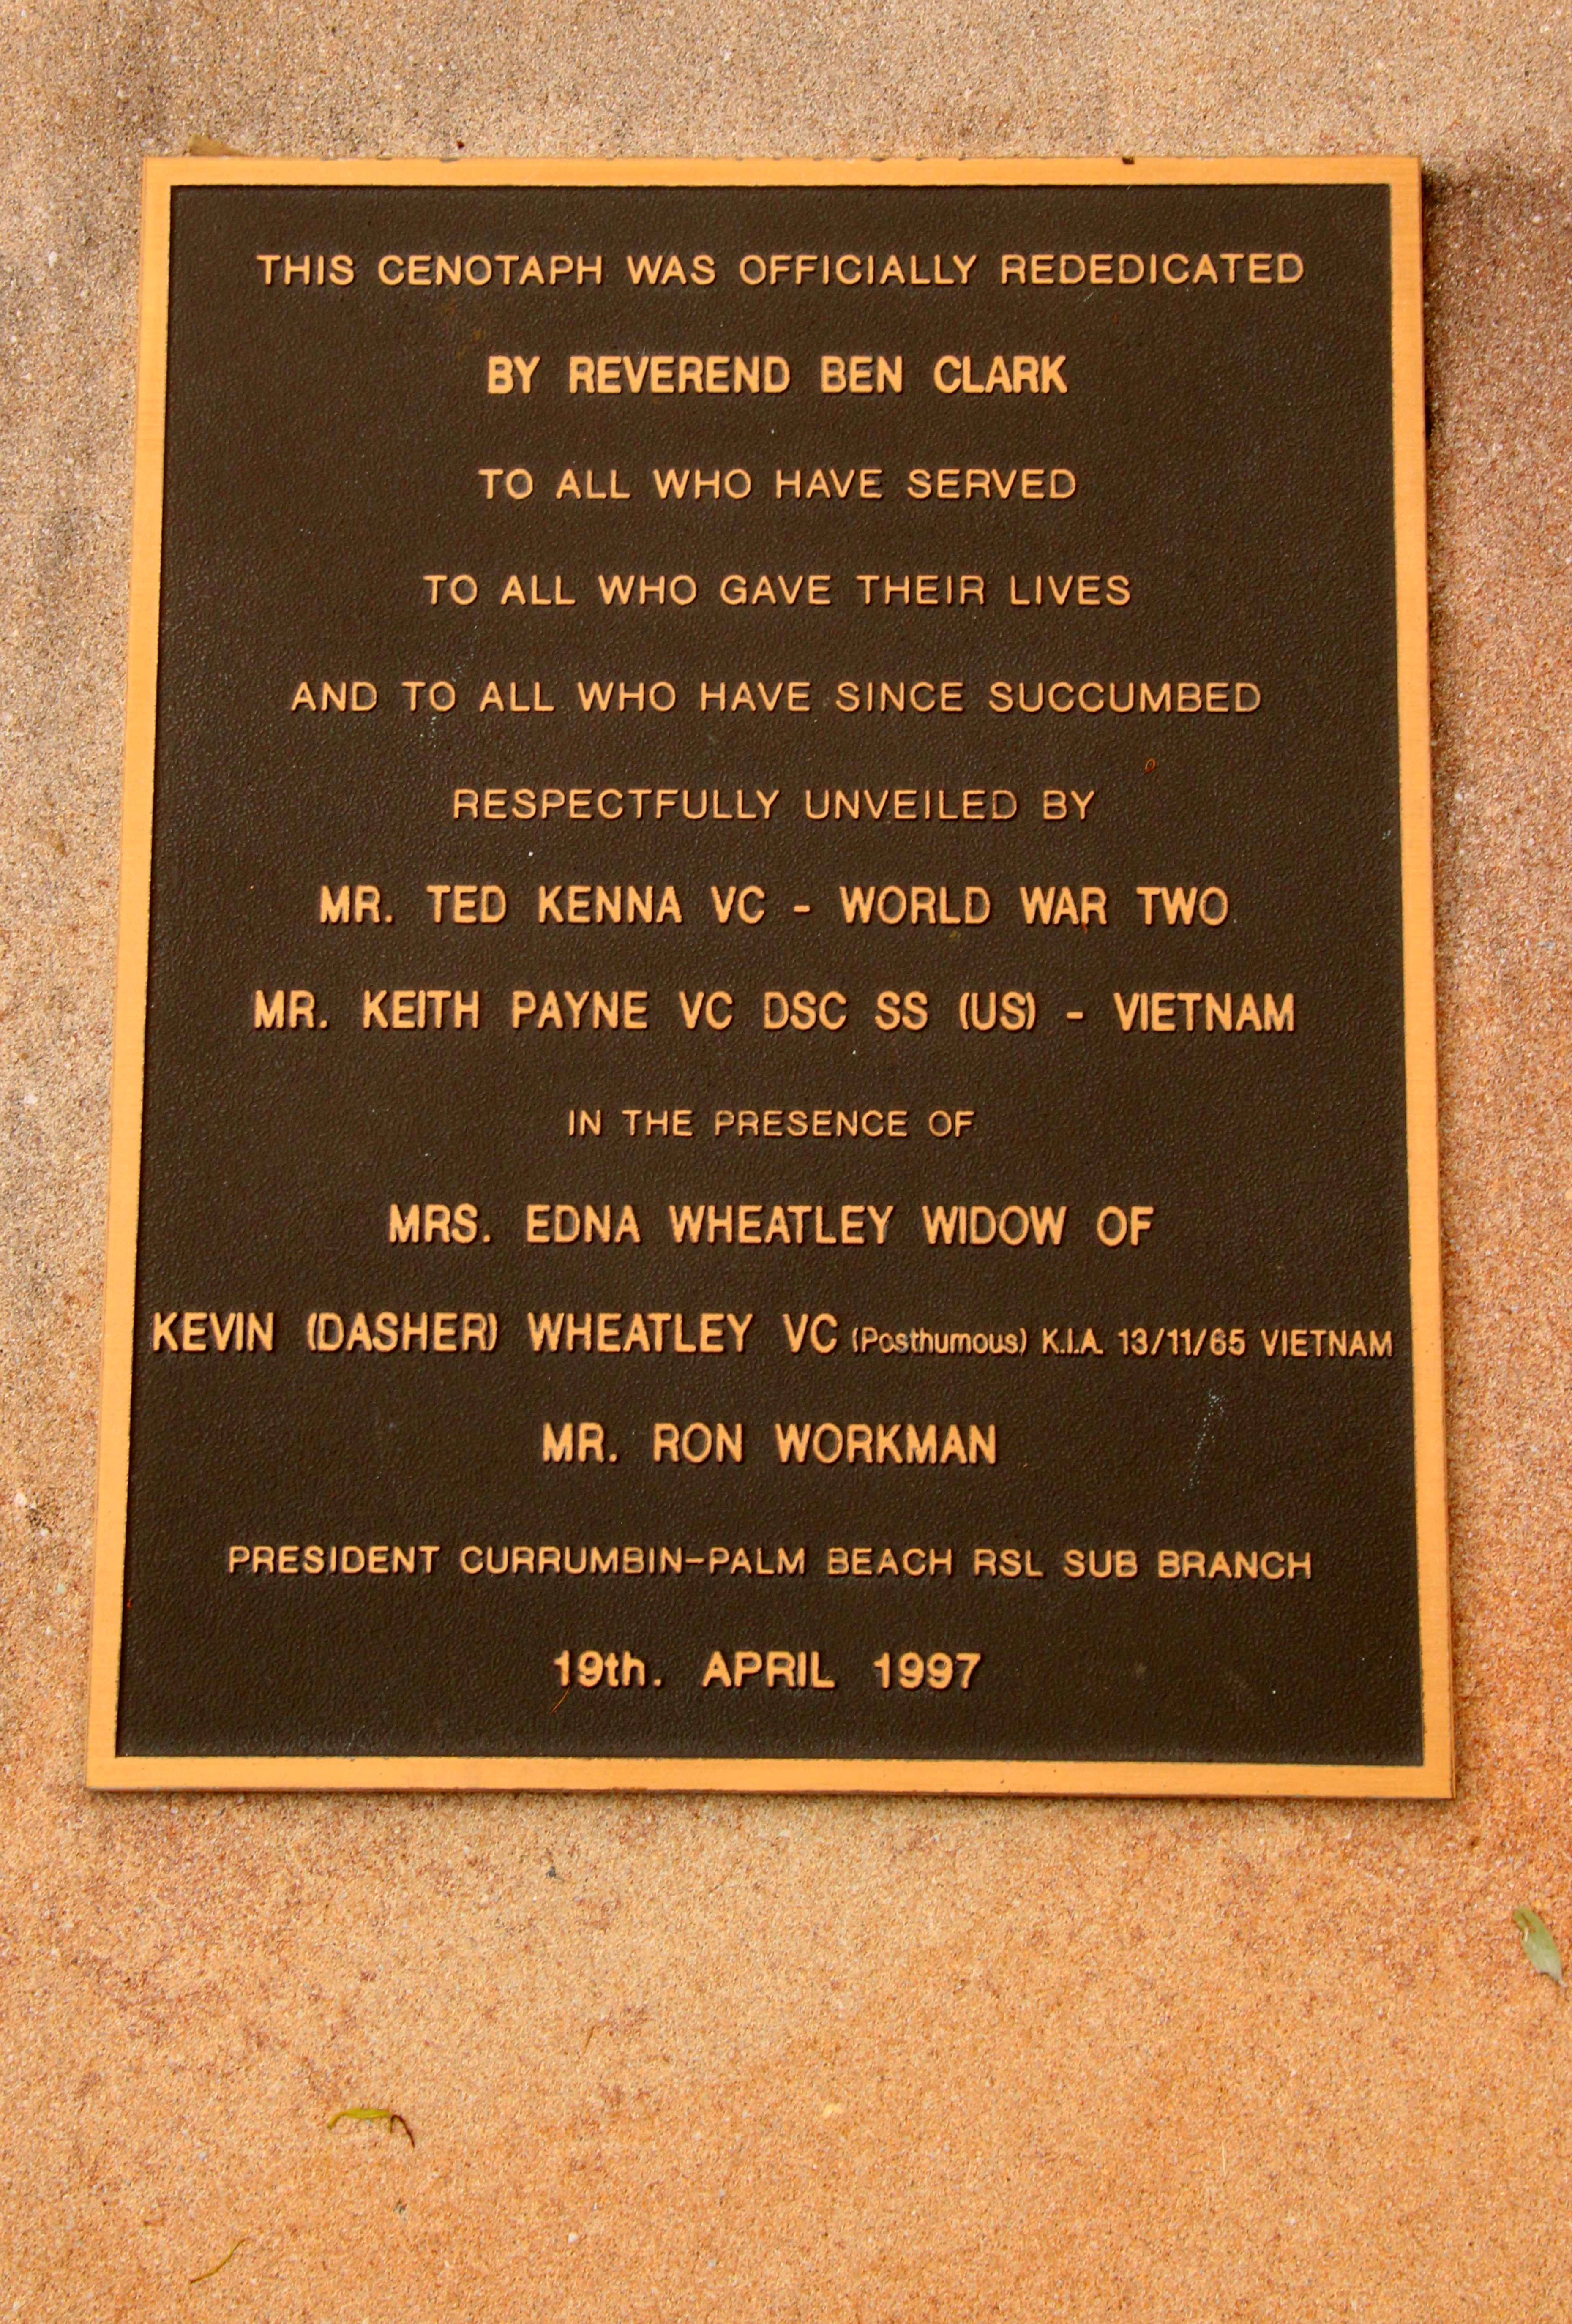 THIS CENOTAPH WAS OFFICIALLY REDEDICATED
BY REVEREND BEN CLARK
TO ALL WHO HAVE SERVED
TO ALL WHO GAVE THEIR LIVES
AND TO ALL WHO HAVE SINCE SUCCUMBED
RESPECTFULLY UNVEILED BY
MR. TED KENNA VC - WORLD WAR TWO
MR. KEITH PAYNE VC DSC SS (US) - VIETNAM
IN THE PRESENCE OF
MRS. EDNA WHEATLEY WIDOW OF
KEVIN (DASHER) WHEATLEY VC (Posthumous) K.I.A. 13/11/65 VIETNAM
MR. RON WORKMAN
PRESIDENT CURRUMBIN-PALM BEACH RSL SUB BRANCH
19th. APRIL 1997